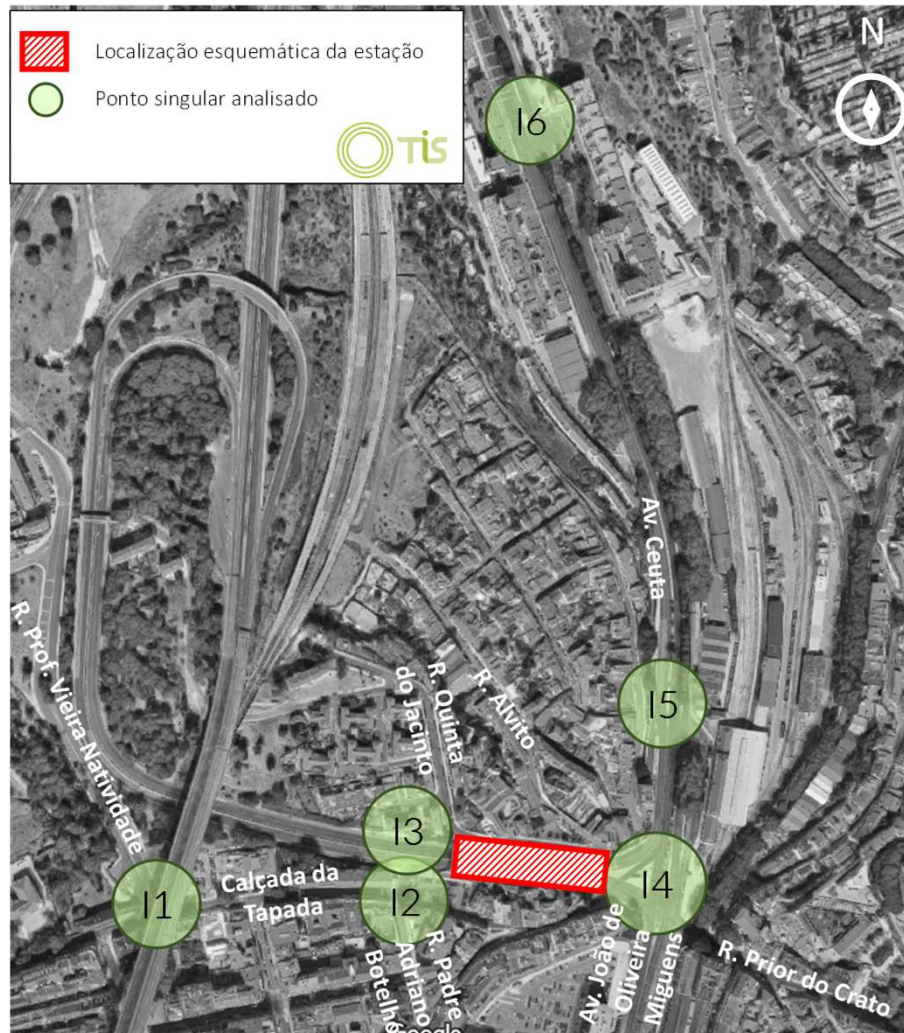 Localização esquemática da estação
Ponto singular analisado
TiS
N
I6
Av. Ceuta
R. Prof. Vieira Natividade
R. Quinta
do Jacinto
R. Alvito
I5
I3
I4
I1
Calçada da
Tapada
I2
R. Padre
Adriano
Botelho
Av. João de
Oliveira
Miguens
R. Prior do Crato
Google